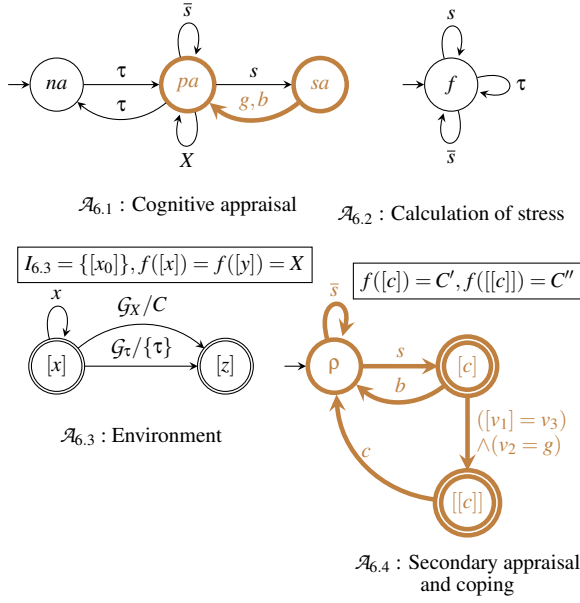 s̄
na
τ
τ
pa
s
g, b
sa
X
𝒜6.1 : Cognitive appraisal
s
f
τ
s̄
𝒜6.2 : Calculation of stress
I6.3 = {[x0]}, f([x]) = f([y]) = X
x
𝒢X/C
[x]
𝒢τ/{τ}
[z]
𝒜6.3 : Environment
f([c]) = C′, f([[c]]) = C″
s̄
ρ
s
b
[c]
([v1] = v3)
∧(v2 = g)
c
[[c]]
𝒜6.4 : Secondary appraisal
and coping